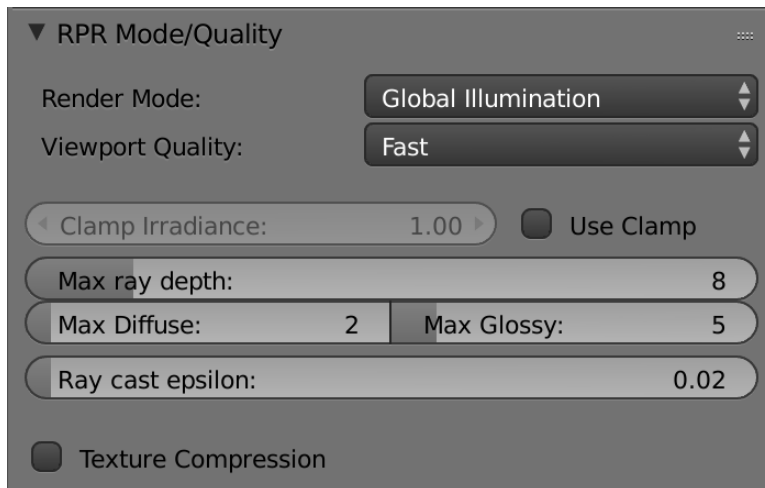 RPR Mode/Quality
Render Mode: Global Illumination
Viewport Quality: Fast
Clamp Irradiance: 1.00 Use Clamp
Max ray depth: 8
Max Diffuse: 2 Max Glossy: 5
Ray cast epsilon: 0.02
Texture Compression